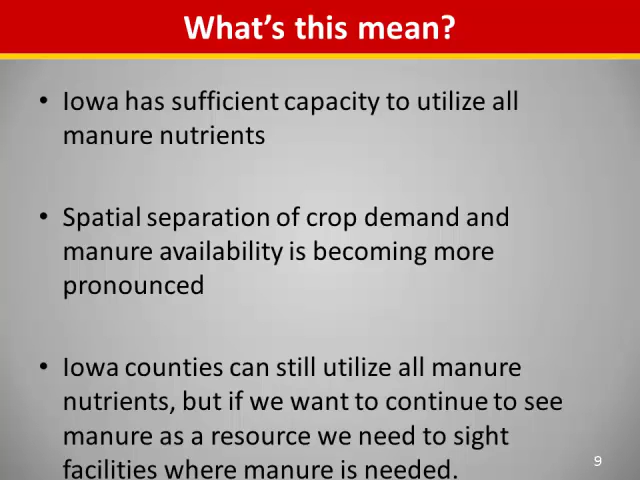 What's this mean?
• Iowa has sufficient capacity to utilize all
manure nutrients
• Spatial separation of crop demand and
manure availability is becoming more
pronounced
• Iowa counties can still utilize all manure
nutrients, but if we want to continue to see
manure as a resource we need to sight
facilities where manure is needed.
9